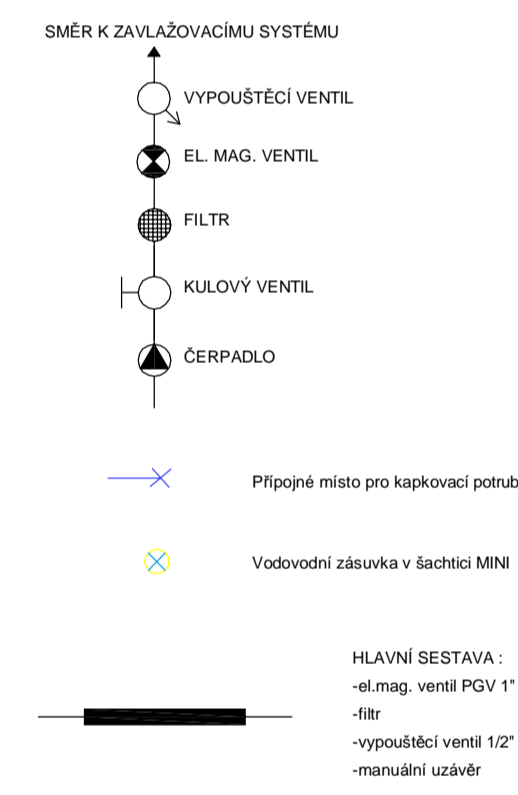 SMĚR K ZAVLAŽOVACÍMU SYSTÉMU
VYPOUŠTĚCÍ VENTIL
EL. MAG. VENTIL
FILTR
KULOVÝ VENTIL
ČERPADLO
Přípojné místo pro kapkovací potrub
Vodovodní zásuvka v šachtici MINI
HLAVNÍ SESTAVA :
-el.mag. ventil PGV 1"
-filtr
-vypouštěcí ventil 1/2"
-manuální uzávěr